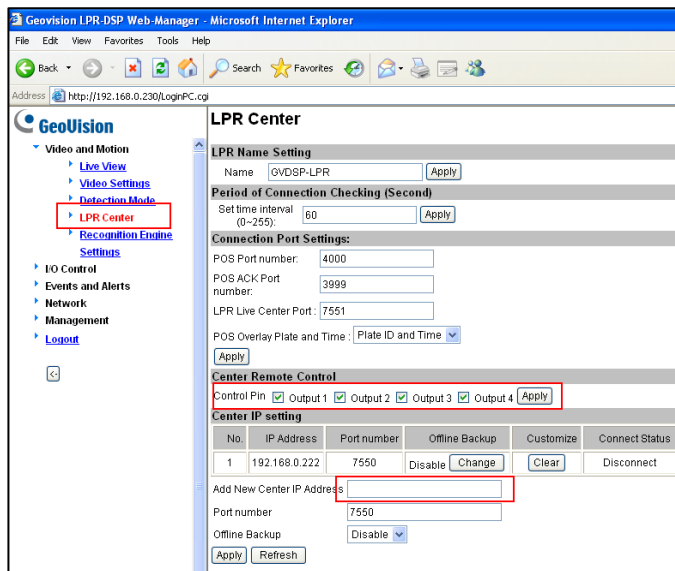 Geovision LPR-DSP Web-Manager - Microsoft Internet Explorer
File Edit View Favorites Tools Help
Back Search Favorites
Address http://192.168.0.230/LoginPC.cgi
GeoVision
Video and Motion
Live View
Video Settings
Detection Mode
LPR Center
Recognition Engine
Settings
I/O Control
Events and Alerts
Network
Management
Logout
LPR Center
LPR Name Setting
Name GVDSP-LPR Apply
Period of Connection Checking (Second)
Set time interval
(0~255): 60 Apply
Connection Port Settings:
POS Port number: 4000
POS ACK Port
number: 3999
LPR Live Center Port : 7551
POS Overlay Plate and Time : Plate ID and Time
Apply
Center Remote Control
Control Pin Output 1 Output 2 Output 3 Output 4 Apply
Center IP setting
No. IP Address Port number Offline Backup Customize Connect Status
1 192.168.0.222 7550 Disable Change Clear Disconnect
Add New Center IP Address
Port number 7550
Offline Backup Disable
Apply Refresh